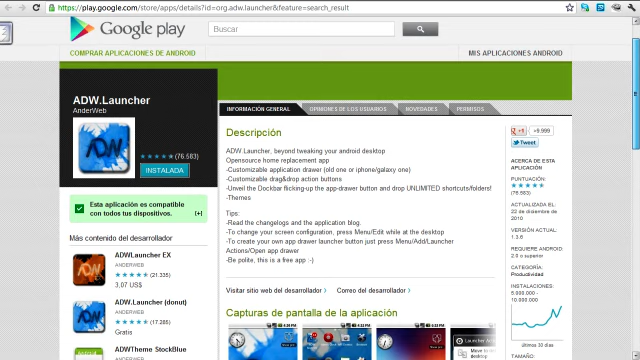 https://play.google.com/store/apps/details?id=org.adw.launcher&feature=search_result
Google play
Buscar
COMPRAR APLICACIONES DE ANDROID
MIS APLICACIONES ANDROID
ADW.Launcher
AnderWeb
(76.583)
INSTALADA
Esta aplicación es compatible
con todos tus dispositivos.
[+]
Más contenido del desarrollador
ADWLauncher EX
ANDERWEB
(21.335)
3,07 US$
ADW.Launcher (donut)
ANDERWEB
(17.265)
Gratis
ADWTheme StockBlue
INFORMACIÓN GENERAL
OPINIONES DE LOS USUARIOS
NOVEDADES
PERMISOS
Descripción
ADW.Launcher, beyond tweaking your android desktop
Opensource home replacement app
-Customizable application drawer (old one or iphone/galaxy one)
-Customizable drag&drop action buttons
-Unveil the Dockbar flicking-up the app-drawer button and drop UNLIMITED shortcuts/folders!
-Themes
Tips:
-Read the changelogs and the application blog.
-To change your screen configuration, press Menu/Edit while at the desktop
-To create your own app drawer launcher button just press Menu/Add/Launcher
Actions/Open app drawer
-Be polite, this is a free app :-)
Visitar sitio web del desarrollador >
Correo del desarrollador >
Capturas de pantalla de la aplicación
+1
+9.999
Tweet
ACERCA DE ESTA
APLICACIÓN
PUNTUACIÓN:
(76.583)
ACTUALIZADA EL:
22 de diciembre de
2010
VERSIÓN ACTUAL:
1.3.6
REQUIERE ANDROID:
2.0 o superior
CATEGORÍA:
Productividad
INSTALACIONES:
5.000.000 -
10.000.000
últimos 30 días
TAMAÑO: